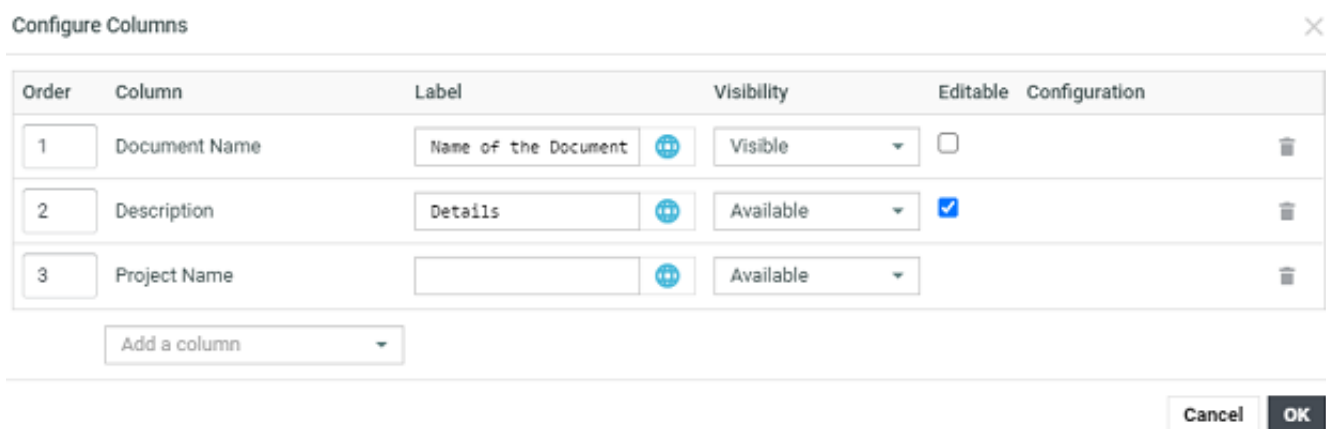 Configure Columns
Order Column Label Visibility Editable Configuration
1 Document Name Name of the Document Visible
2 Description Details Available
3 Project Name Available
Add a column
Cancel OK